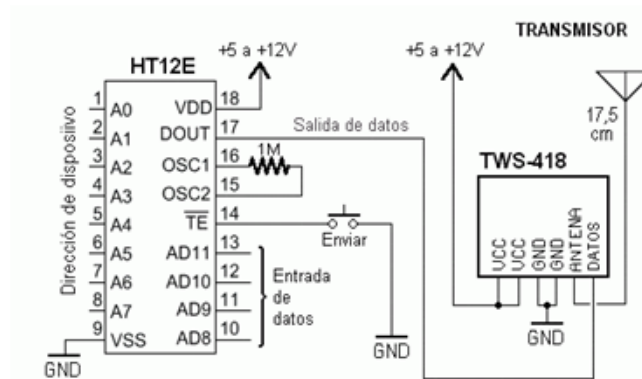 TRANSMISOR
HT12E
+5 a +12V
+5 a +12V
17,5
cm
TWS-418
Dirección de disposiivo
1 A0
2 A1
3 A2
4 A3
5 A4
6 A5
7 A6
8 A7
9 VSS
VDD 18
DOUT 17
OSC1 16
OSC2 15
TE 14
AD11 13
AD10 12
AD9 11
AD8 10
Salida de datos
1M
Enviar
Entrada
de
datos
VCC
VCC
GND
GND
ANTENA
DATOS
GND
GND
GND